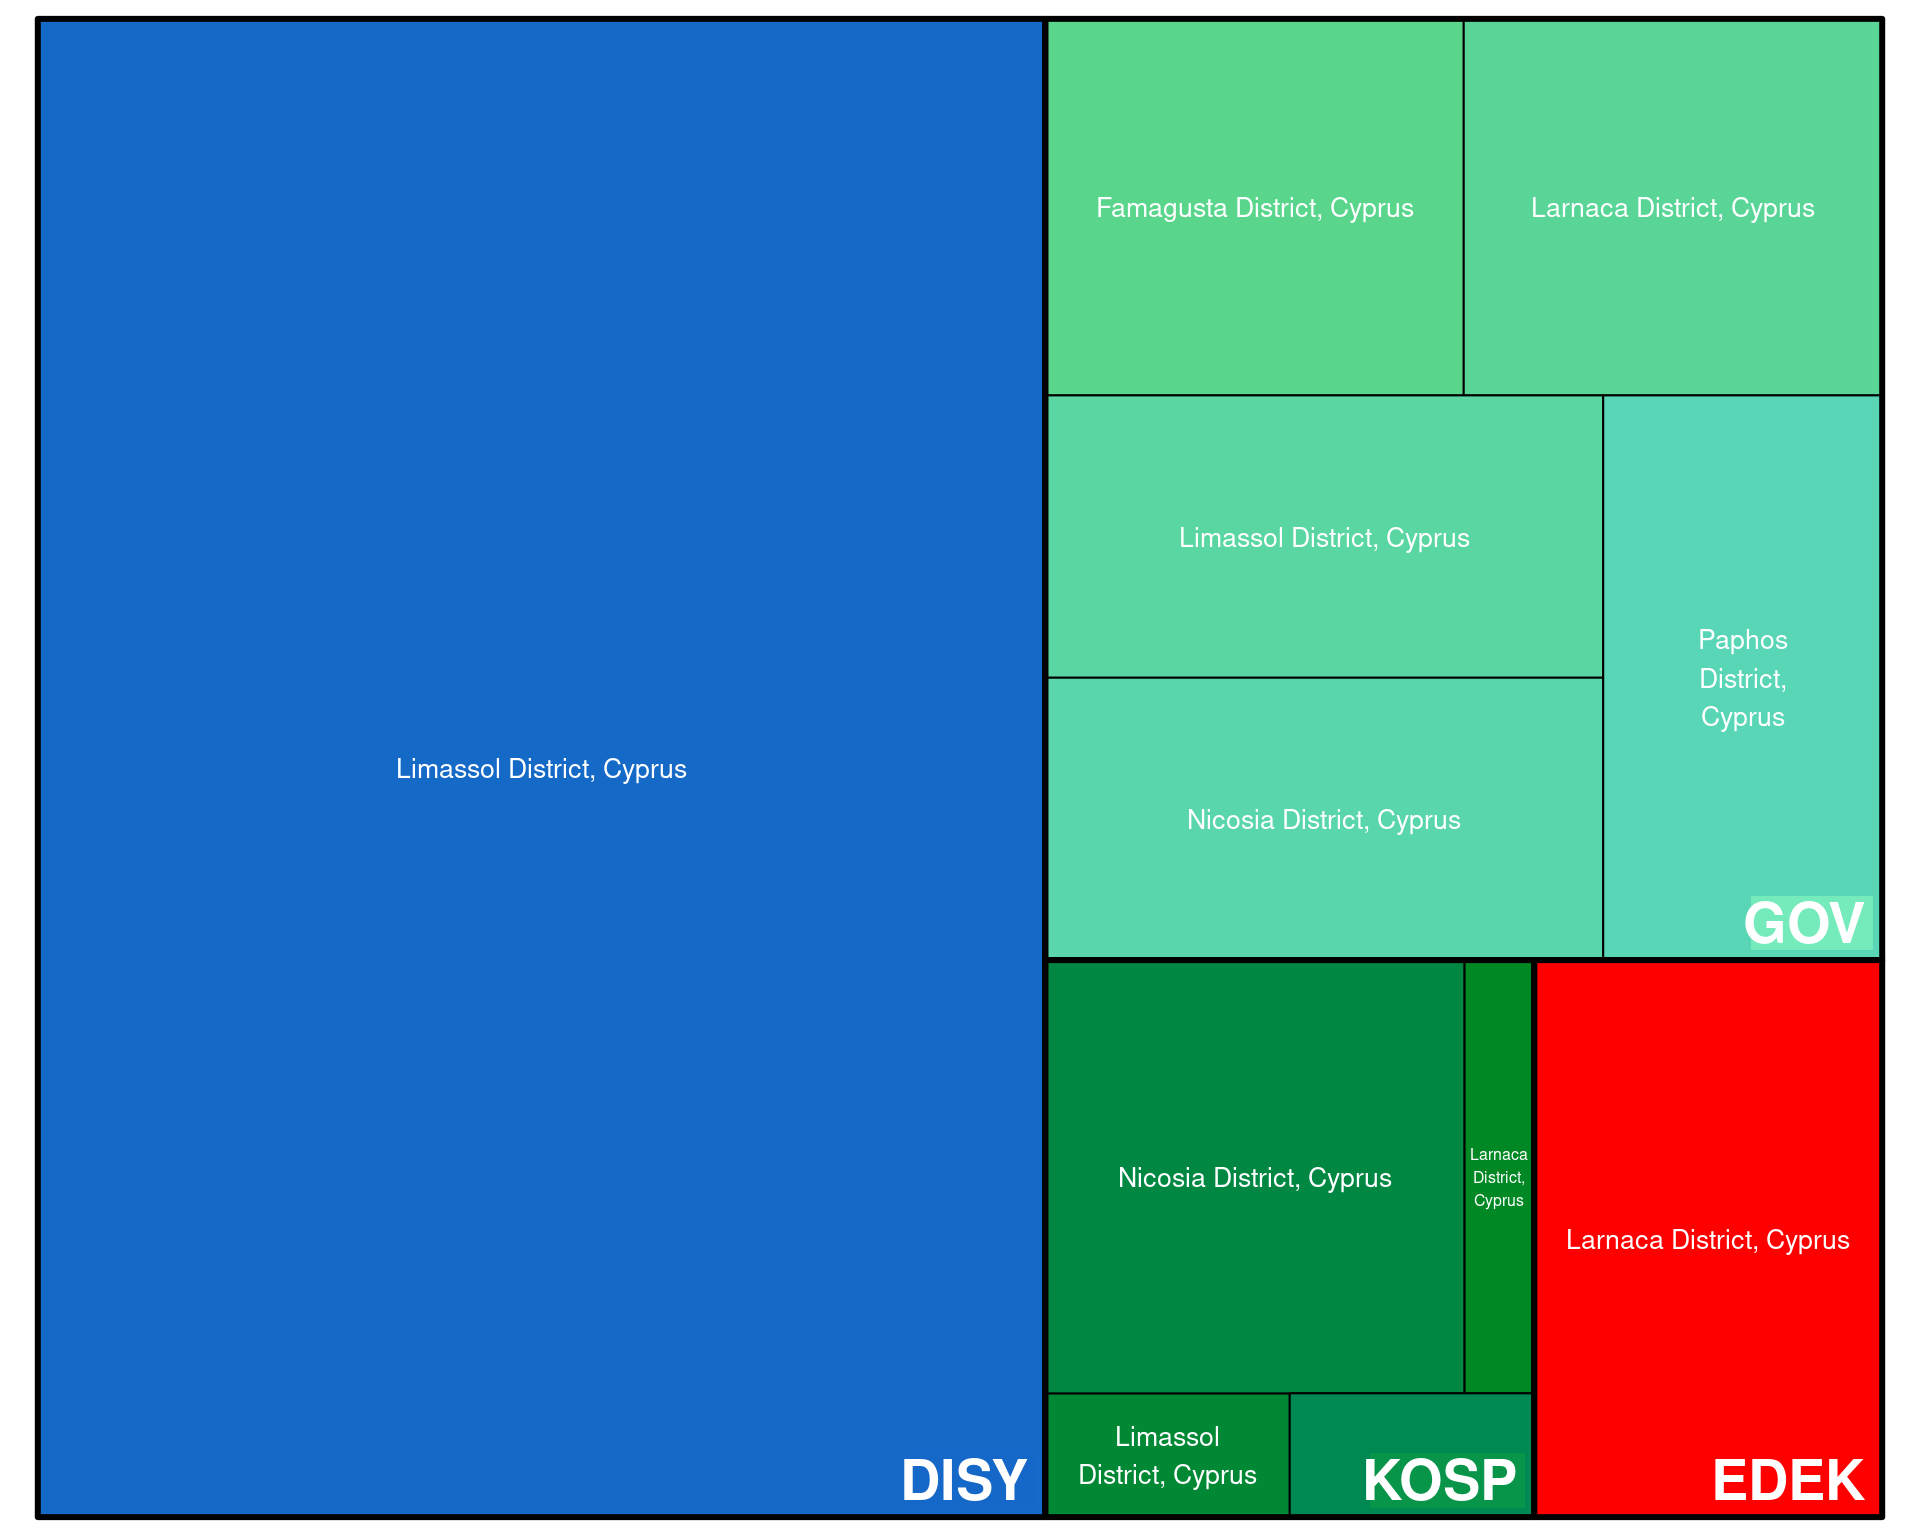 Limassol District, Cyprus
DISY
Famagusta District, Cyprus
Larnaca District, Cyprus
Limassol District, Cyprus
Nicosia District, Cyprus
Paphos
District,
Cyprus
GOV
Nicosia District, Cyprus
Larnaca
District,
Cyprus
Limassol
District, Cyprus
KOSP
Larnaca District, Cyprus
EDEK